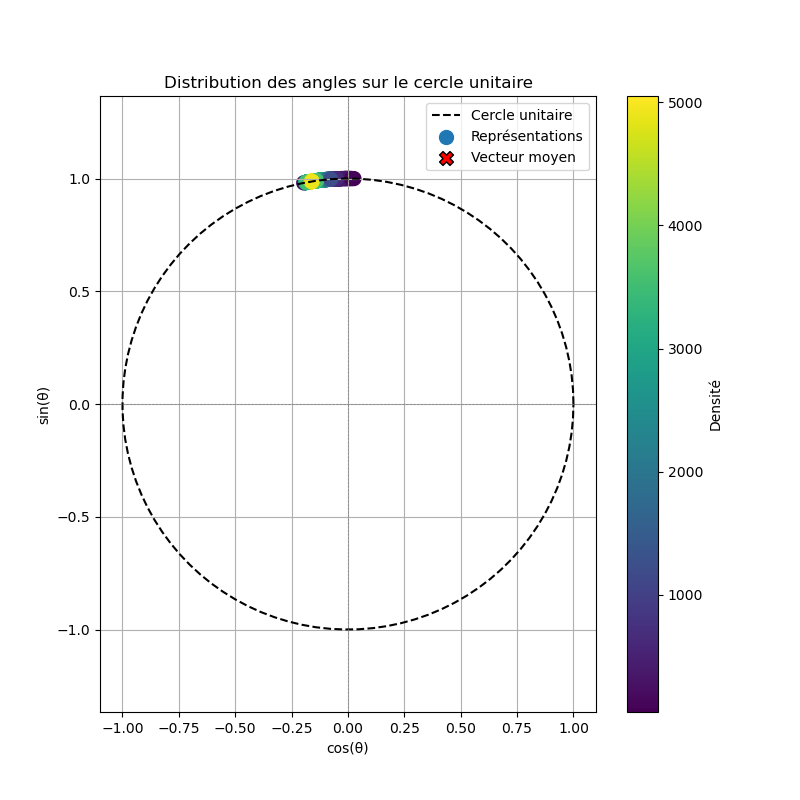 Distribution des angles sur le cercle unitaire
Cercle unitaire
Représentations
Vecteur moyen
1.0
0.5
0.0
−0.5
−1.0
sin(θ)
−1.00 −0.75 −0.50 −0.25 0.00 0.25 0.50 0.75 1.00
cos(θ)
5000
4000
3000
2000
1000
Densité